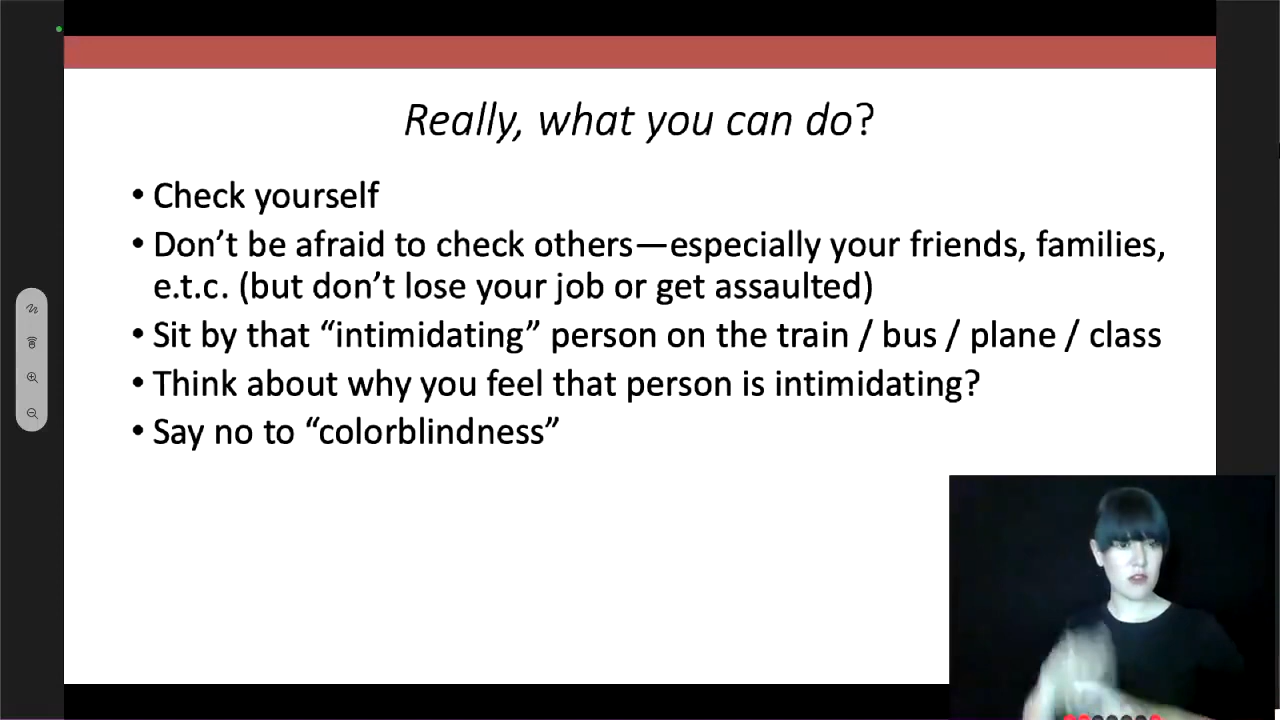 Really, what you can do?
• Check yourself
• Don’t be afraid to check others—especially your friends, families,
e.t.c. (but don’t lose your job or get assaulted)
• Sit by that “intimidating” person on the train / bus / plane / class
• Think about why you feel that person is intimidating?
• Say no to “colorblindness”